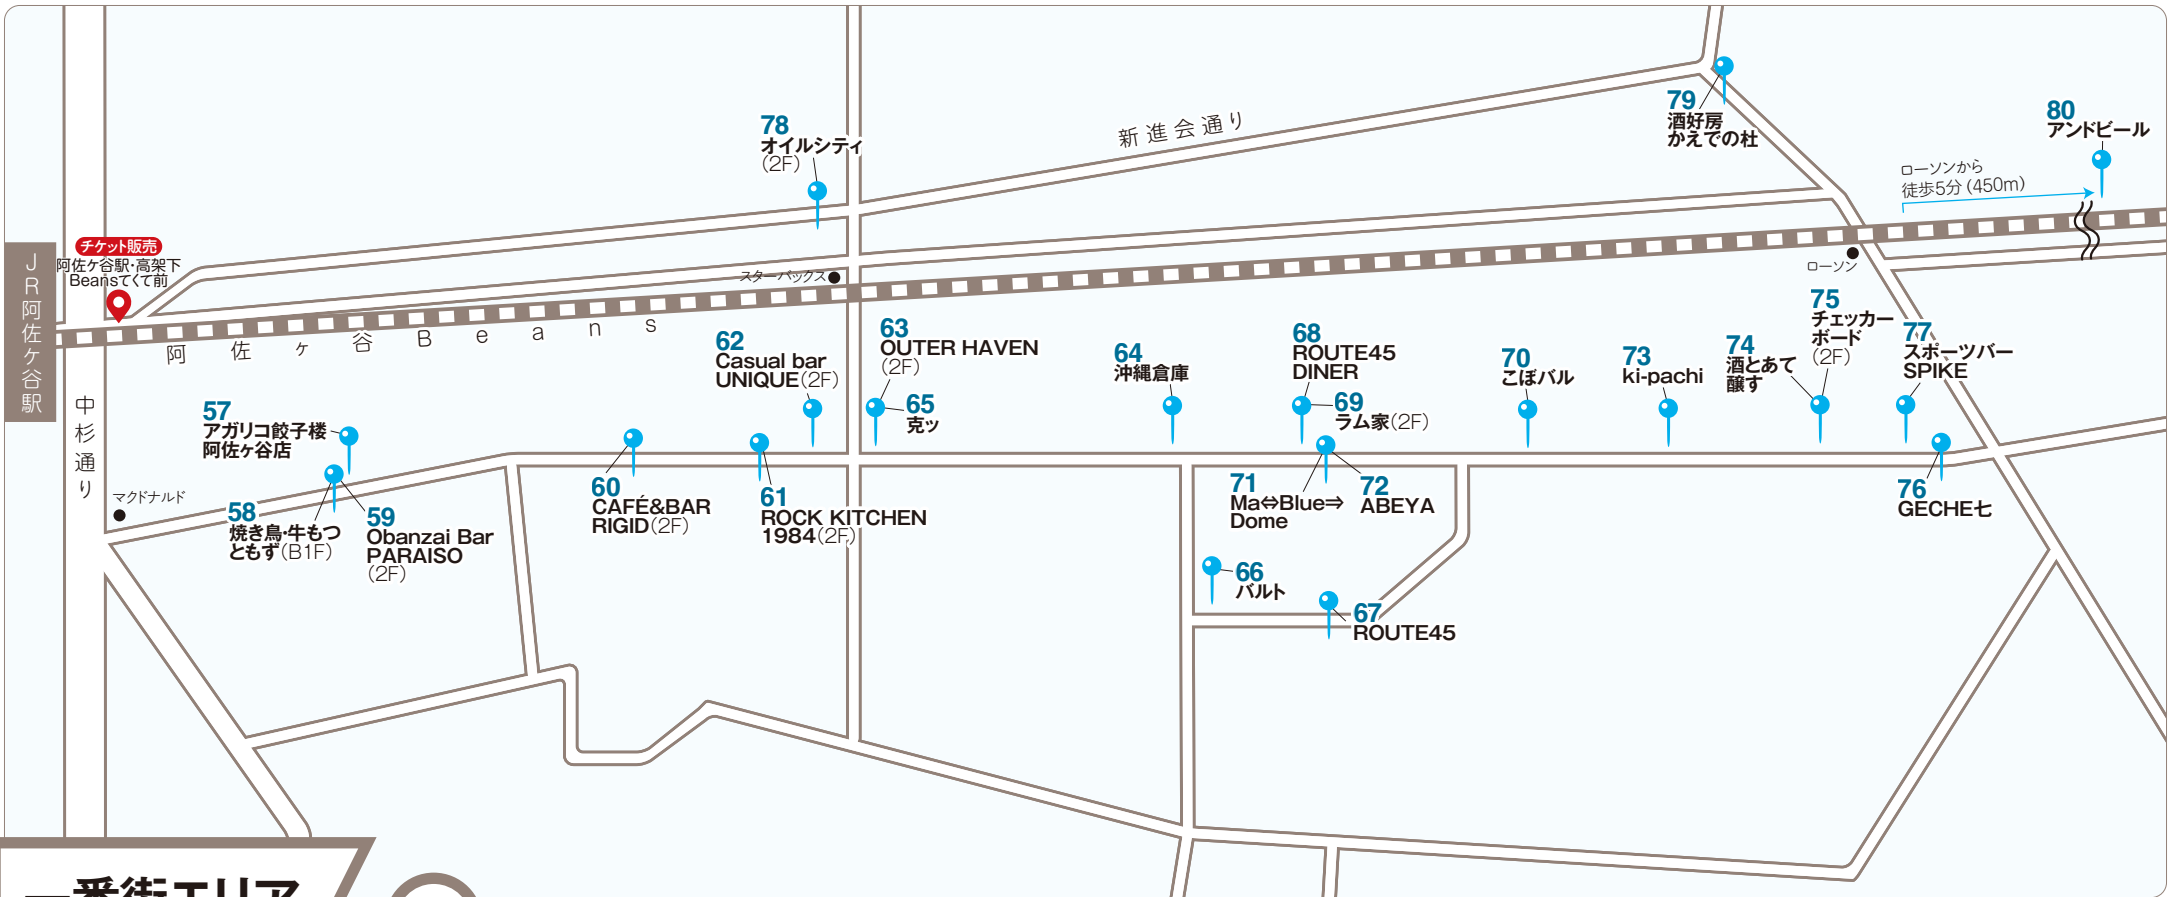 78
オイルシティ
(2F)
新進会通り
79
酒好房
かえでの杜
80
アンドビール
ローソンから
徒歩5分(450m)
JR阿佐ケ谷駅
チケット販売
阿佐ケ谷駅・高架下
Beansてくて前
スターバックス
ローソン
阿佐ヶ谷Beans
中杉通り
マクドナルド
57
アガリコ餃子楼
阿佐ヶ谷店
58
焼き鳥・牛もつ
ともず(B1F)
59
Obanzai Bar
PARAISO
(2F)
60
CAFÉ&BAR
RIGID(2F)
61
ROCK KITCHEN
1984(2F)
62
Casual bar
UNIQUE(2F)
63
OUTER HAVEN
(2F)
65
克ッ
64
沖縄倉庫
68
ROUTE45
DINER
69
ラム家(2F)
71
Ma⇔Blue⇒
Dome
72
ABEYA
66
バルト
67
ROUTE45
70
こぼバル
73
ki-pachi
74
酒とあて
醸す
75
チェッカー
ボード
(2F)
77
スポーツバー
SPIKE
76
GECHE七
一番街エリア